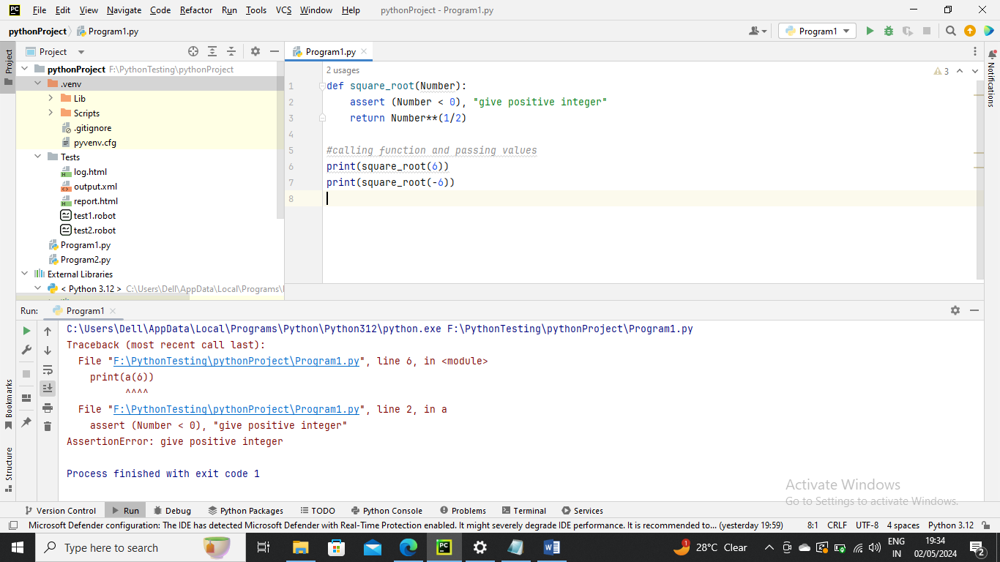 PC File Edit View Navigate Code Refactor Run Tools VCS Window Help pythonProject - Program1.py
pythonProject Program1.py Program1
Project
Project
Program1.py
Notifications
pythonProject F:\PythonTesting\pythonProject
.venv
Lib
Scripts
.gitignore
pyvenv.cfg
Tests
log.html
output.xml
report.html
test1.robot
test2.robot
Program1.py
Program2.py
External Libraries
< Python 3.12 > C:\Users\Dell\AppData\Local\Programs\
2 usages
3
1 def square_root(Number):
2 assert (Number < 0), "give positive integer"
3 return Number**(1/2)
4
5 #calling function and passing values
6 print(square_root(6))
7 print(square_root(-6))
8
Run: Program1
C:\Users\Dell\AppData\Local\Programs\Python\Python312\python.exe F:\PythonTesting\pythonProject\Program1.py
Traceback (most recent call last):
File "F:\PythonTesting\pythonProject\Program1.py", line 6, in <module>
print(a(6))
^^^^
File "F:\PythonTesting\pythonProject\Program1.py", line 2, in a
assert (Number < 0), "give positive integer"
AssertionError: give positive integer
Process finished with exit code 1
Bookmarks
Structure
Activate Windows
Go to Settings to activate Windows.
Version Control Run Debug Python Packages TODO Python Console Problems Terminal Services
Microsoft Defender configuration: The IDE has detected Microsoft Defender with Real-Time Protection enabled. It might severely degrade IDE performance. It is recommended to... (yesterday 19:59) 8:1 CRLF UTF-8 4 spaces Python 3.12
Type here to search
PC
28°C Clear
ENG
IN
19:34
02/05/2024
2